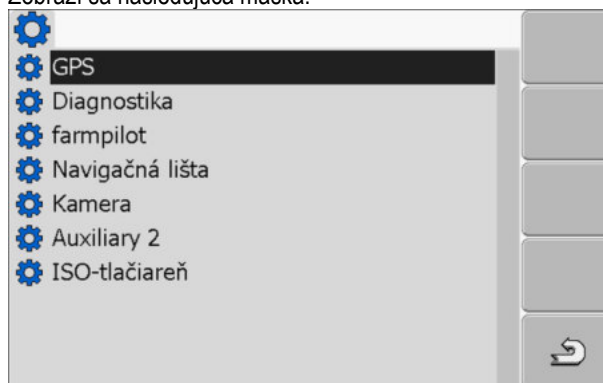 Zobrazí sa nasledujúca maska:
GPS
Diagnostika
farmpilot
Navigačná lišta
Kamera
Auxiliary 2
ISO-tlačiareň